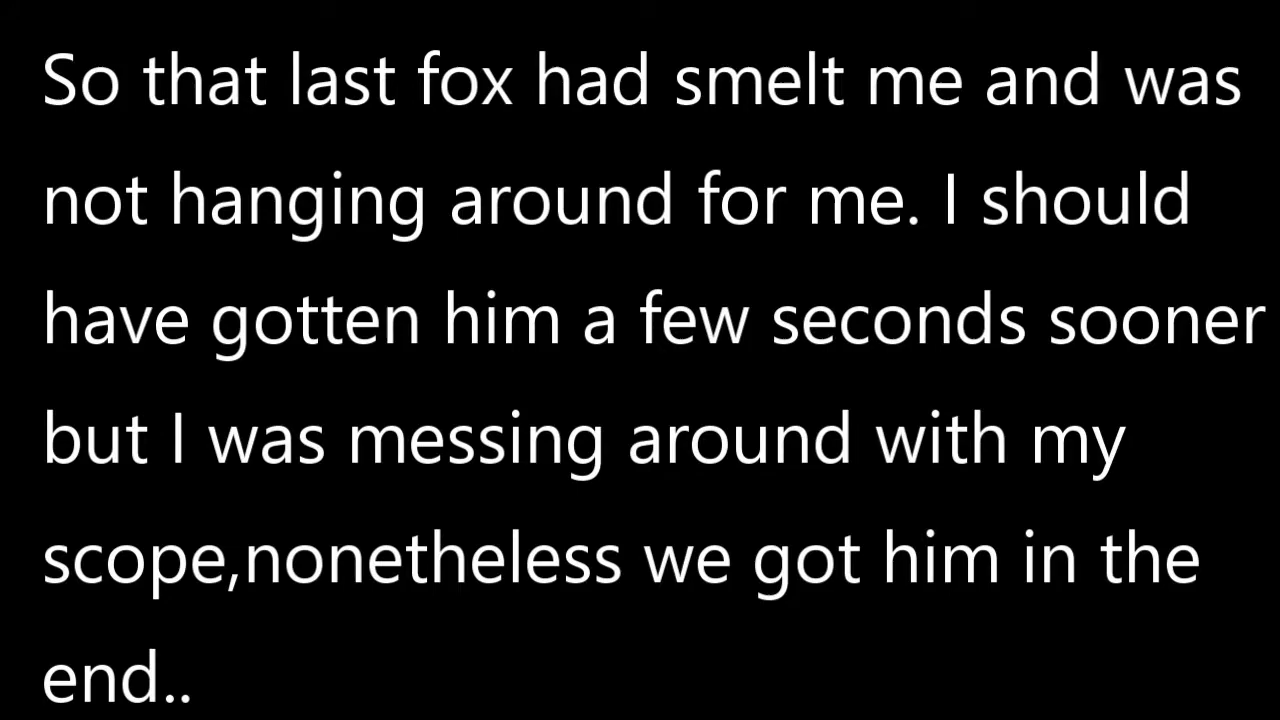 So that last fox had smelt me and was
not hanging around for me. I should
have gotten him a few seconds sooner
but I was messing around with my
scope,nonetheless we got him in the
end..